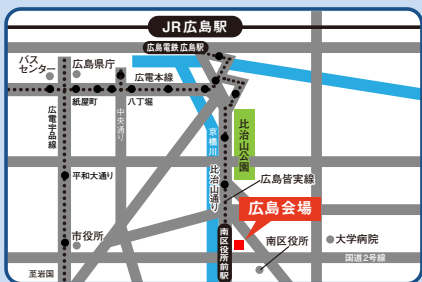 JR広島駅
広島電鉄 広島駅
バス
センター
広島県庁
広電本線
紙屋町
八丁堀
中央通り
広電宇品線
京橋川
比治山公園
比治山通り
平和大通り
広島皆実線
広島会場
市役所
南区役所前駅
南区役所
大学病院
国道2号線
至岩国